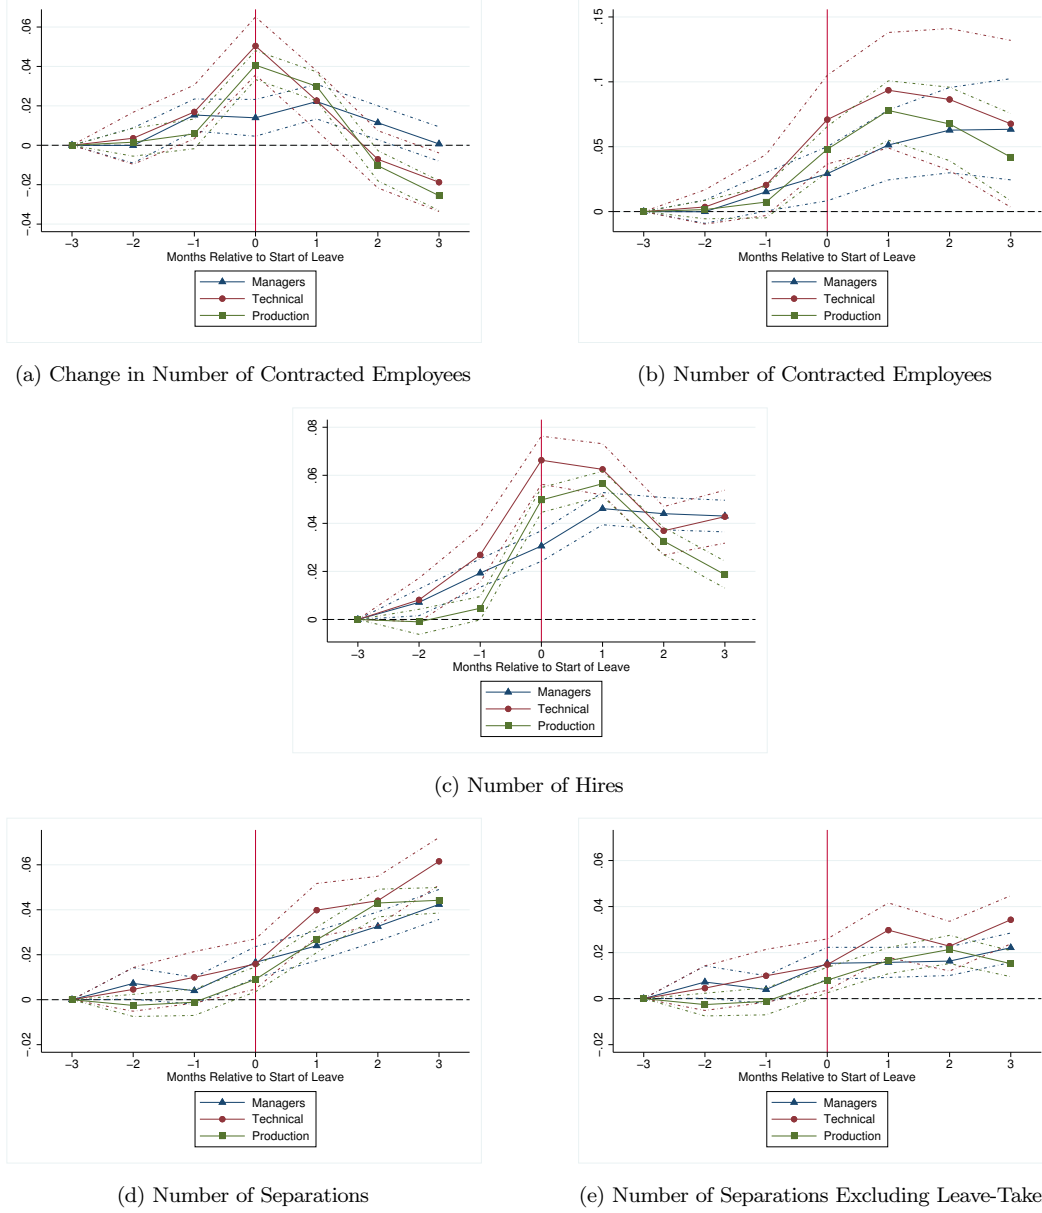 .06
.04
.02
0
-.02
-.04
−3 −2 −1 0 1 2 3
Months Relative to Start of Leave
Managers
Technical
Production
(a) Change in Number of Contracted Employees
.15
.1
.05
0
−3 −2 −1 0 1 2 3
Months Relative to Start of Leave
Managers
Technical
Production
(b) Number of Contracted Employees
.08
.06
.04
.02
0
−3 −2 −1 0 1 2 3
Months Relative to Start of Leave
Managers
Technical
Production
(c) Number of Hires
.06
.04
.02
0
−.02
−3 −2 −1 0 1 2 3
Months Relative to Start of Leave
Managers
Technical
Production
(d) Number of Separations
.06
.04
.02
0
−.02
−3 −2 −1 0 1 2 3
Months Relative to Start of Leave
Managers
Technical
Production
(e) Number of Separations Excluding Leave-Take